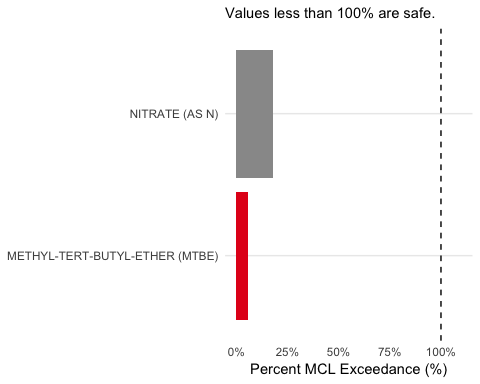 Values less than 100% are safe.
NITRATE (AS N)
METHYL-TERT-BUTYL-ETHER (MTBE)
0% 25% 50% 75% 100%
Percent MCL Exceedance (%)